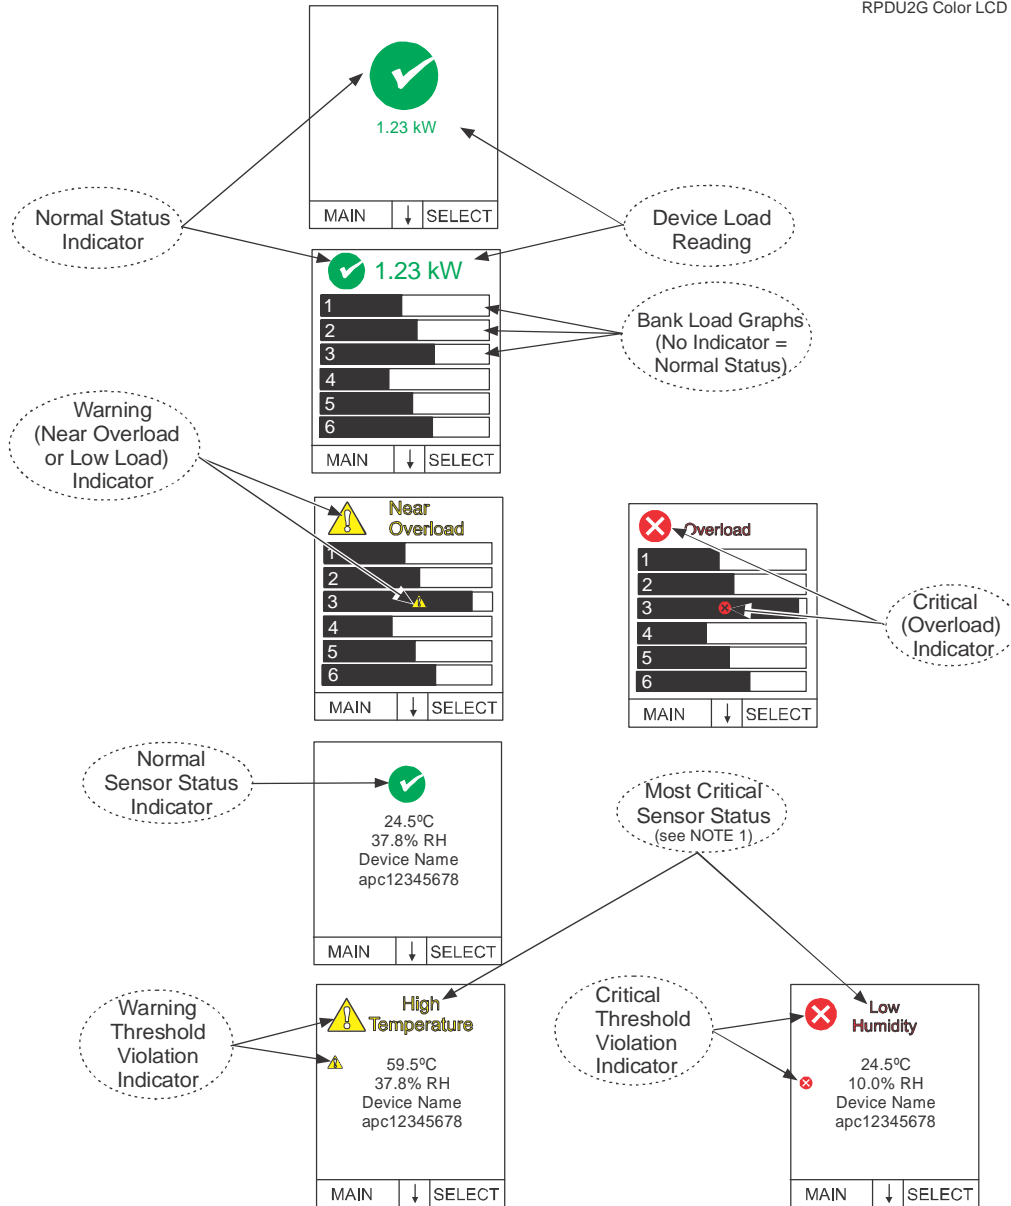 RPDU2G Color LCD
1.23 kW
MAIN
SELECT
Normal Status
Indicator
Device Load
Reading
1.23 kW
1
2
3
4
5
6
MAIN
SELECT
Bank Load Graphs
(No Indicator =
Normal Status)
Warning
(Near Overload
or Low Load)
Indicator
Near
Overload
1
2
3
4
5
6
MAIN
SELECT
Overload
1
2
3
4
5
6
MAIN
SELECT
Critical
(Overload)
Indicator
Normal
Sensor Status
Indicator
24.5ºC
37.8% RH
Device Name
apc12345678
MAIN
SELECT
Most Critical
Sensor Status
(see NOTE 1)
Warning
Threshold
Violation
Indicator
High
Temperature
59.5ºC
37.8% RH
Device Name
apc12345678
MAIN
SELECT
Critical
Threshold
Violation
Indicator
Low
Humidity
24.5ºC
10.0% RH
Device Name
apc12345678
MAIN
SELECT